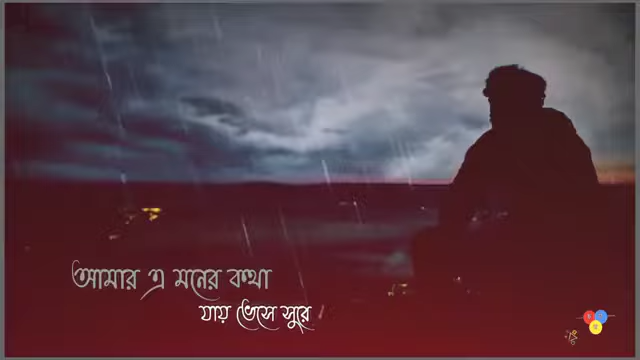 আমার এ মনের কথা
যায় ভেসে সুরে